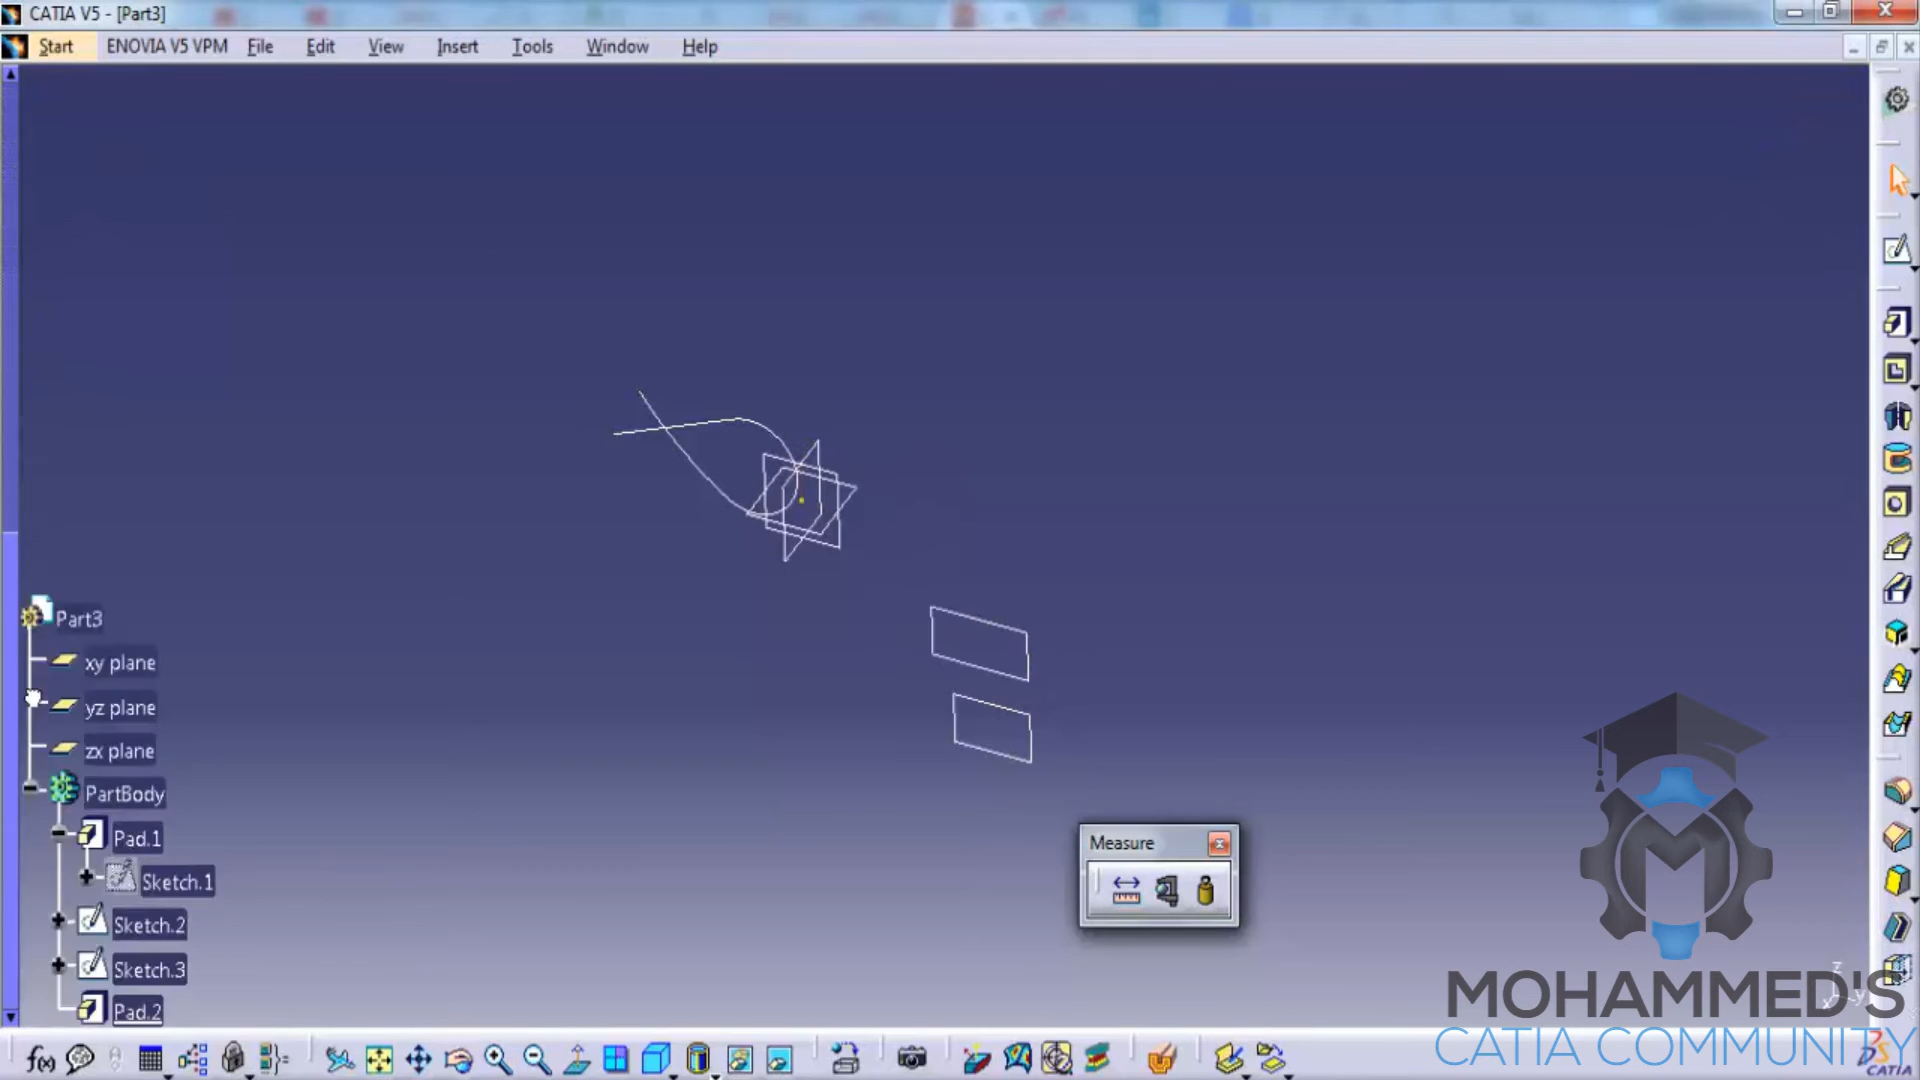 CATIA V5 - [Part3]
Start ENOVIA V5 VPM File Edit View Insert Tools Window Help
Part3
xy plane
yz plane
zx plane
PartBody
Pad.1
Sketch.1
Sketch.2
Sketch.3
Pad.2
Measure
z
x y
MOHAMMED'S
CATIA COMMUNITY
f(x)
CATIA